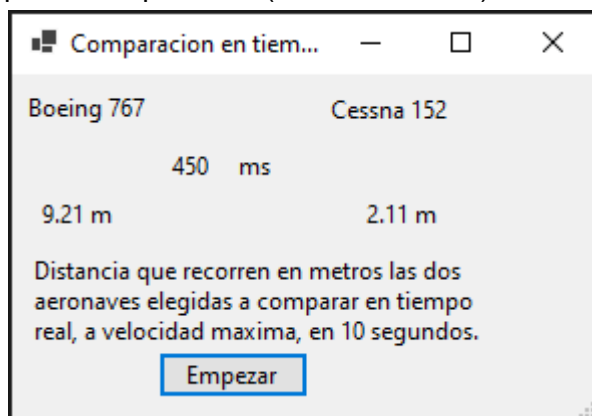 Comparacion en tiem...
Boeing 767 Cessna 152
450 ms
9.21 m 2.11 m
Distancia que recorren en metros las dos
aeronaves elegidas a comparar en tiempo
real, a velocidad maxima, en 10 segundos.
Empezar